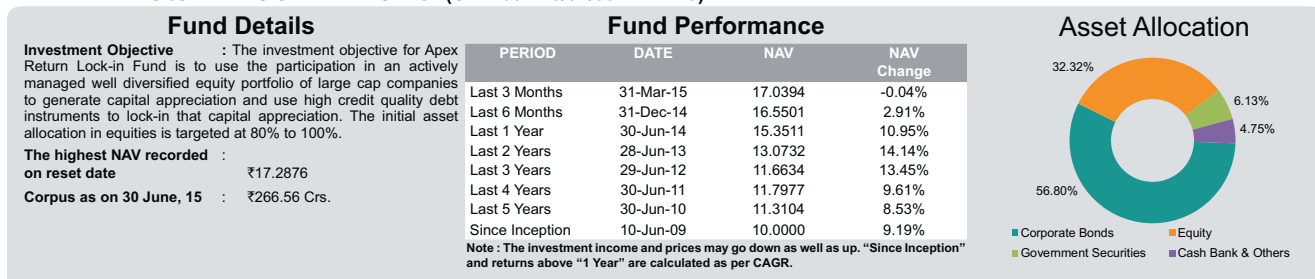 Fund Details
Investment Objective : The investment objective for Apex
Return Lock-in Fund is to use the participation in an actively
managed well diversified equity portfolio of large cap companies
to generate capital appreciation and use high credit quality debt
instruments to lock-in that capital appreciation. The initial asset
allocation in equities is targeted at 80% to 100%.
The highest NAV recorded :
on reset date ₹17.2876
Corpus as on 30 June, 15 : ₹266.56 Crs.
Fund Performance
PERIOD DATE NAV NAV
Change
Last 3 Months 31-Mar-15 17.0394 -0.04%
Last 6 Months 31-Dec-14 16.5501 2.91%
Last 1 Year 30-Jun-14 15.3511 10.95%
Last 2 Years 28-Jun-13 13.0732 14.14%
Last 3 Years 29-Jun-12 11.6634 13.45%
Last 4 Years 30-Jun-11 11.7977 9.61%
Last 5 Years 30-Jun-10 11.3104 8.53%
Since Inception 10-Jun-09 10.0000 9.19%
Note : The investment income and prices may go down as well as up. “Since Inception”
and returns above “1 Year” are calculated as per CAGR.
Asset Allocation
32.32%
6.13%
4.75%
56.80%
Corporate Bonds Equity
Government Securities Cash Bank & Others